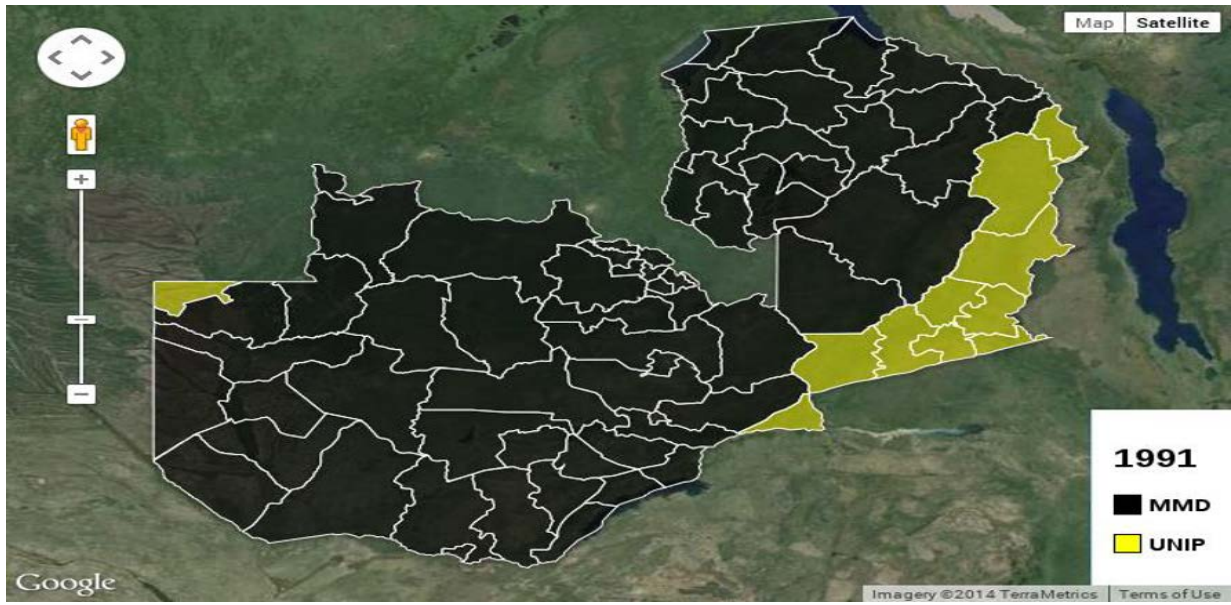 Map Satellite
1991
MMD
UNIP
Google
Imagery ©2014 TerraMetrics Terms of Use